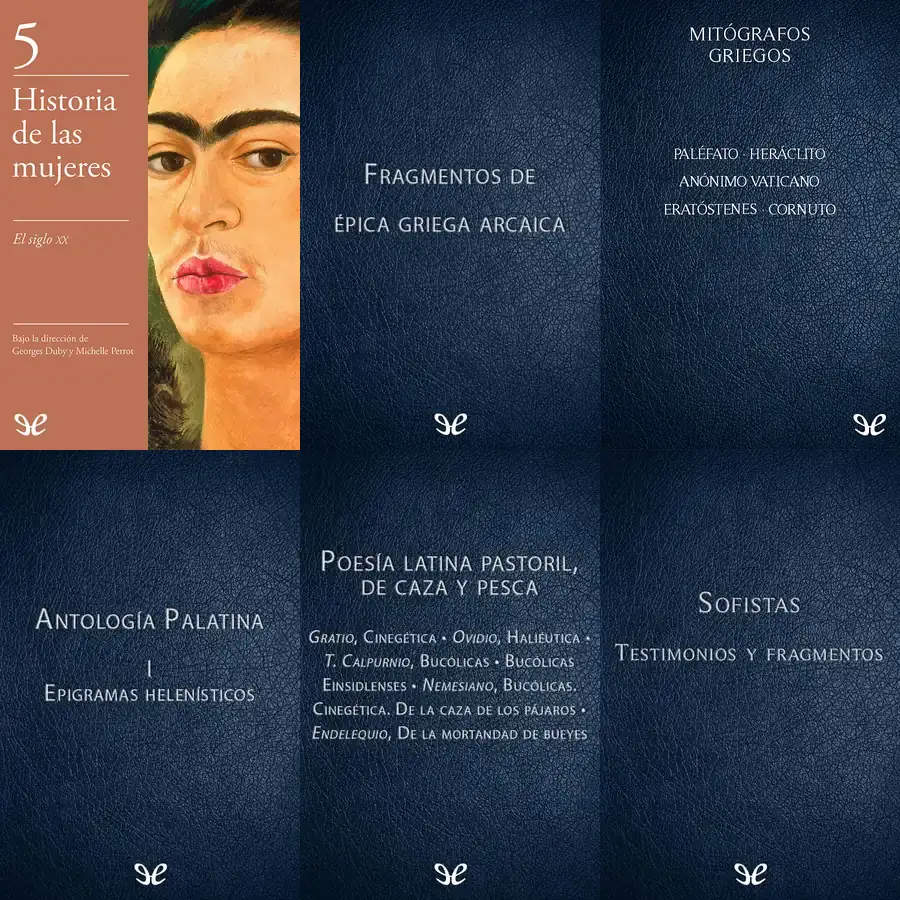 5
Historia
de las
mujeres
El siglo XX
Bajo la dirección de
Georges Duby y Michelle Perrot
FRAGMENTOS DE
ÉPICA GRIEGA ARCAICA
MITÓGRAFOS
GRIEGOS
PALÉFATO · HERÁCLITO
ANÓNIMO VATICANO
ERATÓSTENES · CORNUTO
ANTOLOGÍA PALATINA
I
EPIGRAMAS HELENÍSTICOS
POESÍA LATINA PASTORIL,
DE CAZA Y PESCA
GRATIO, CINEGÉTICA • OVIDIO, HALIÉUTICA •
T. CALPURNIO, BUCÓLICAS • BUCÓLICAS
EINSIDLENSES • NEMESIANO, BUCÓLICAS.
CINEGÉTICA. DE LA CAZA DE LOS PÁJAROS •
ENDELEQUIO, DE LA MORTANDAD DE BUEYES
SOFISTAS
TESTIMONIOS Y FRAGMENTOS